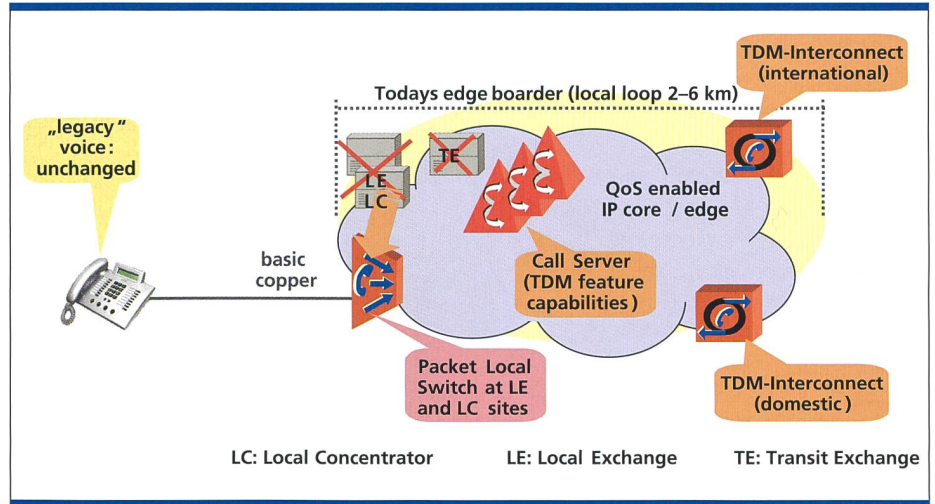 TDM-Interconnect
(international)
Todays edge boarder (local loop 2–6 km)
„legacy“
voice:
unchanged
TE
LE
LC
QoS enabled
IP core / edge
basic
copper
Call Server
(TDM feature
capabilities)
Packet Local
Switch at LE
and LC sites
TDM-Interconnect
(domestic)
LC: Local Concentrator
LE: Local Exchange
TE: Transit Exchange